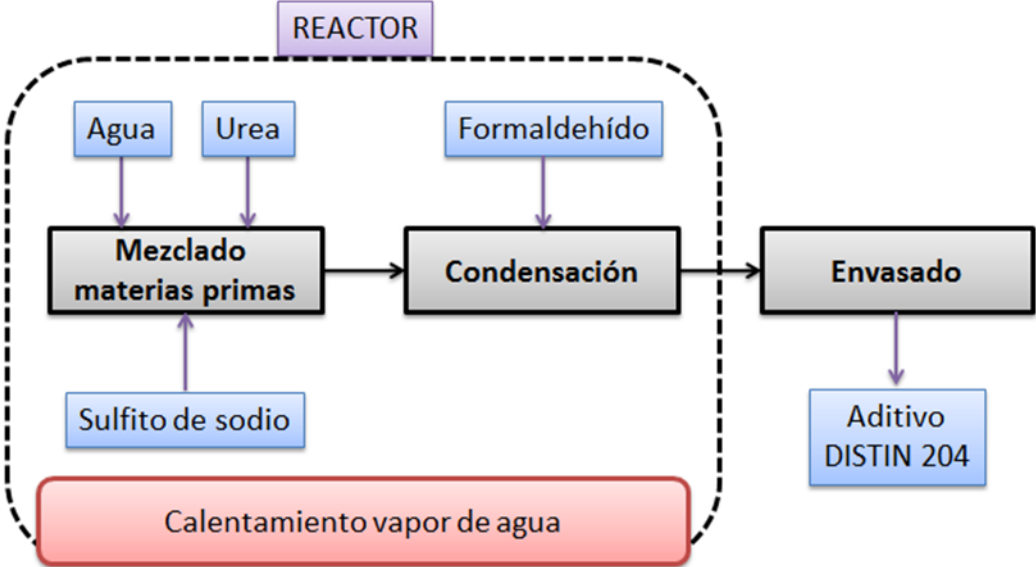 REACTOR
Agua
Urea
Formaldehído
Mezclado
materias primas
Condensación
Envasado
Sulfito de sodio
Aditivo
DISTIN 204
Calentamiento vapor de agua